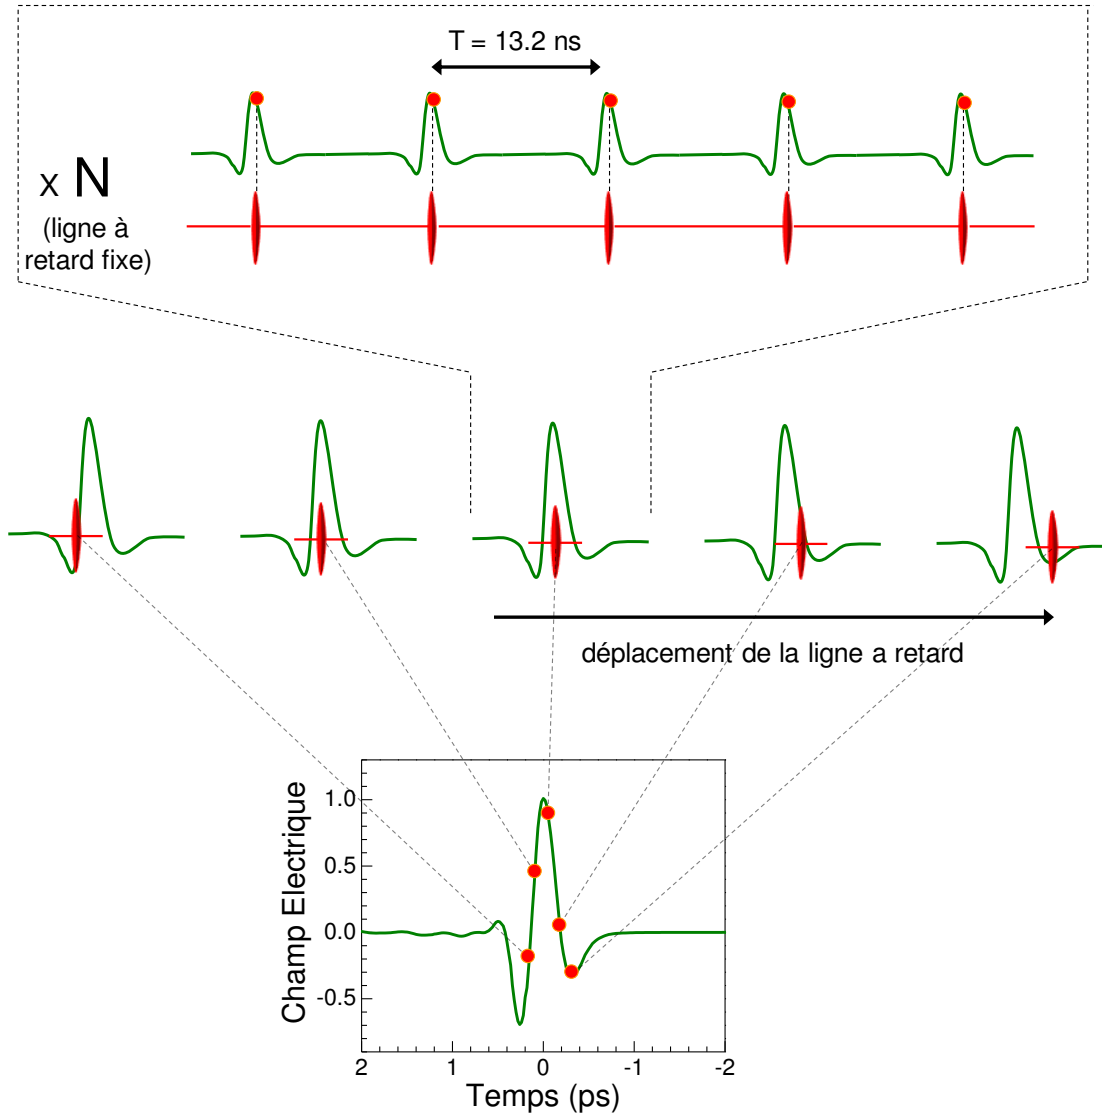 T = 13.2 ns
x N
(ligne à
retard fixe)
déplacement de la ligne a retard
Champ Electrique
1.0
0.5
0.0
-0.5
2 1 0 -1 -2
Temps (ps)